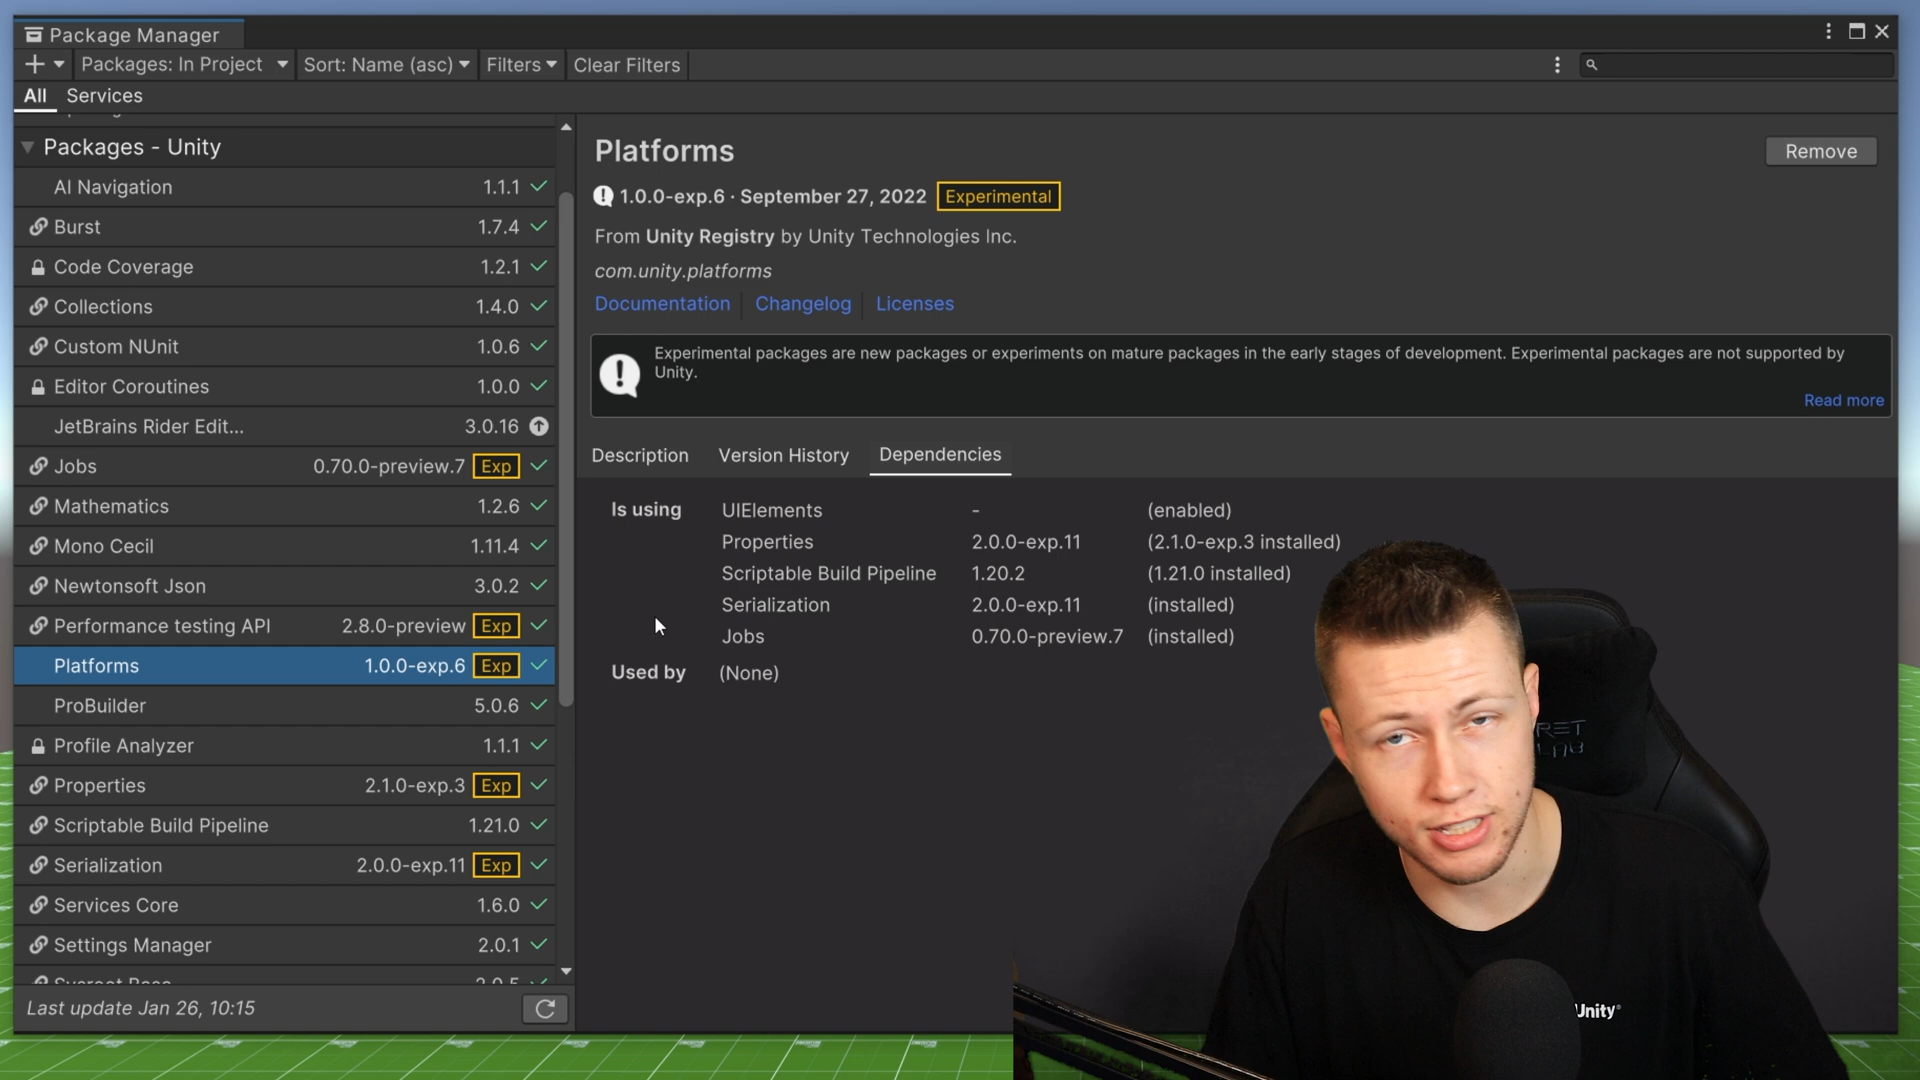 Package Manager
Packages: In Project Sort: Name (asc) Filters Clear Filters
All Services
Packages - Unity
AI Navigation 1.1.1
Burst 1.7.4
Code Coverage 1.2.1
Collections 1.4.0
Custom NUnit 1.0.6
Editor Coroutines 1.0.0
JetBrains Rider Edit... 3.0.16
Jobs 0.70.0-preview.7 Exp
Mathematics 1.2.6
Mono Cecil 1.11.4
Newtonsoft Json 3.0.2
Performance testing API 2.8.0-preview Exp
Platforms 1.0.0-exp.6 Exp
ProBuilder 5.0.6
Profile Analyzer 1.1.1
Properties 2.1.0-exp.3 Exp
Scriptable Build Pipeline 1.21.0
Serialization 2.0.0-exp.11 Exp
Services Core 1.6.0
Settings Manager 2.0.1
Last update Jan 26, 10:15
Platforms
Remove
1.0.0-exp.6 · September 27, 2022 Experimental
From Unity Registry by Unity Technologies Inc.
com.unity.platforms
Documentation Changelog Licenses
Experimental packages are new packages or experiments on mature packages in the early stages of development. Experimental packages are not supported by
Unity.
Read more
Description Version History Dependencies
Is using UIElements - (enabled)
Properties 2.0.0-exp.11 (2.1.0-exp.3 installed)
Scriptable Build Pipeline 1.20.2 (1.21.0 installed)
Serialization 2.0.0-exp.11 (installed)
Jobs 0.70.0-preview.7 (installed)
Used by (None)
Unity